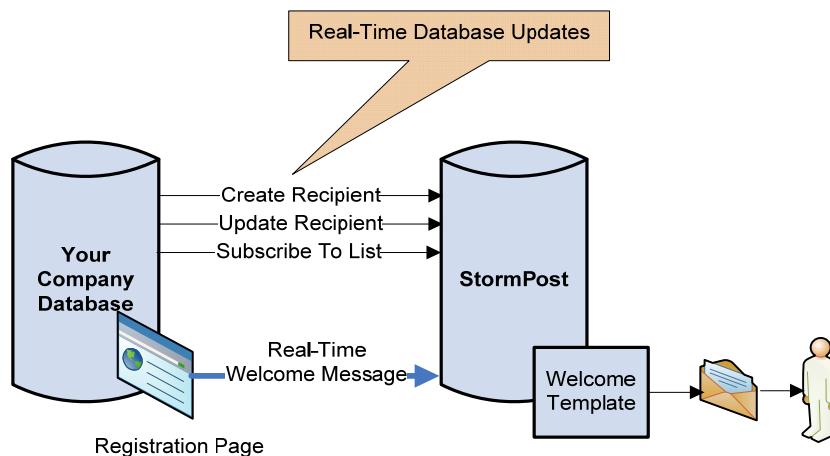 Real-Time Database Updates
Create Recipient
Update Recipient
Subscribe To List
Your
Company
Database
StormPost
Real-Time
Welcome Message
Welcome
Template
Registration Page